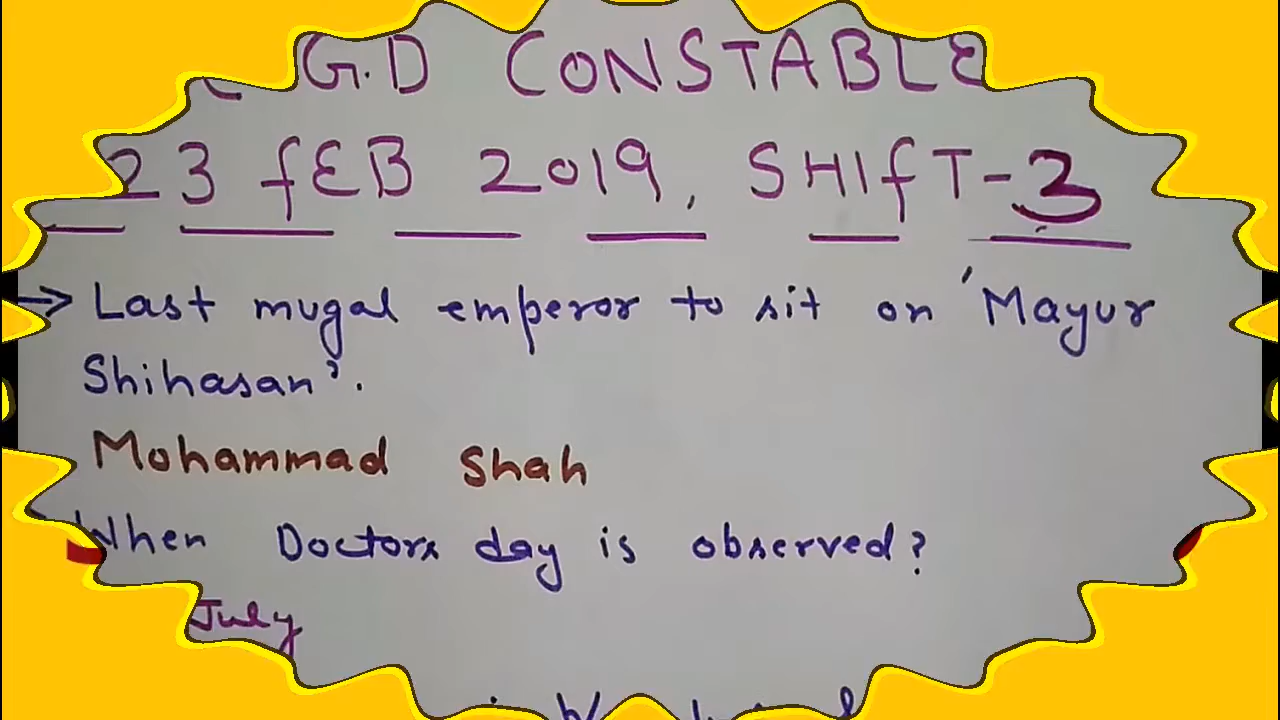 G.D CONSTABLE
23 fEB 2019, SHIfT-3
→ Last mugal emperor to sit on 'Mayur
Shihasan'.
Mohammad Shah
When Doctors day is observed?
July